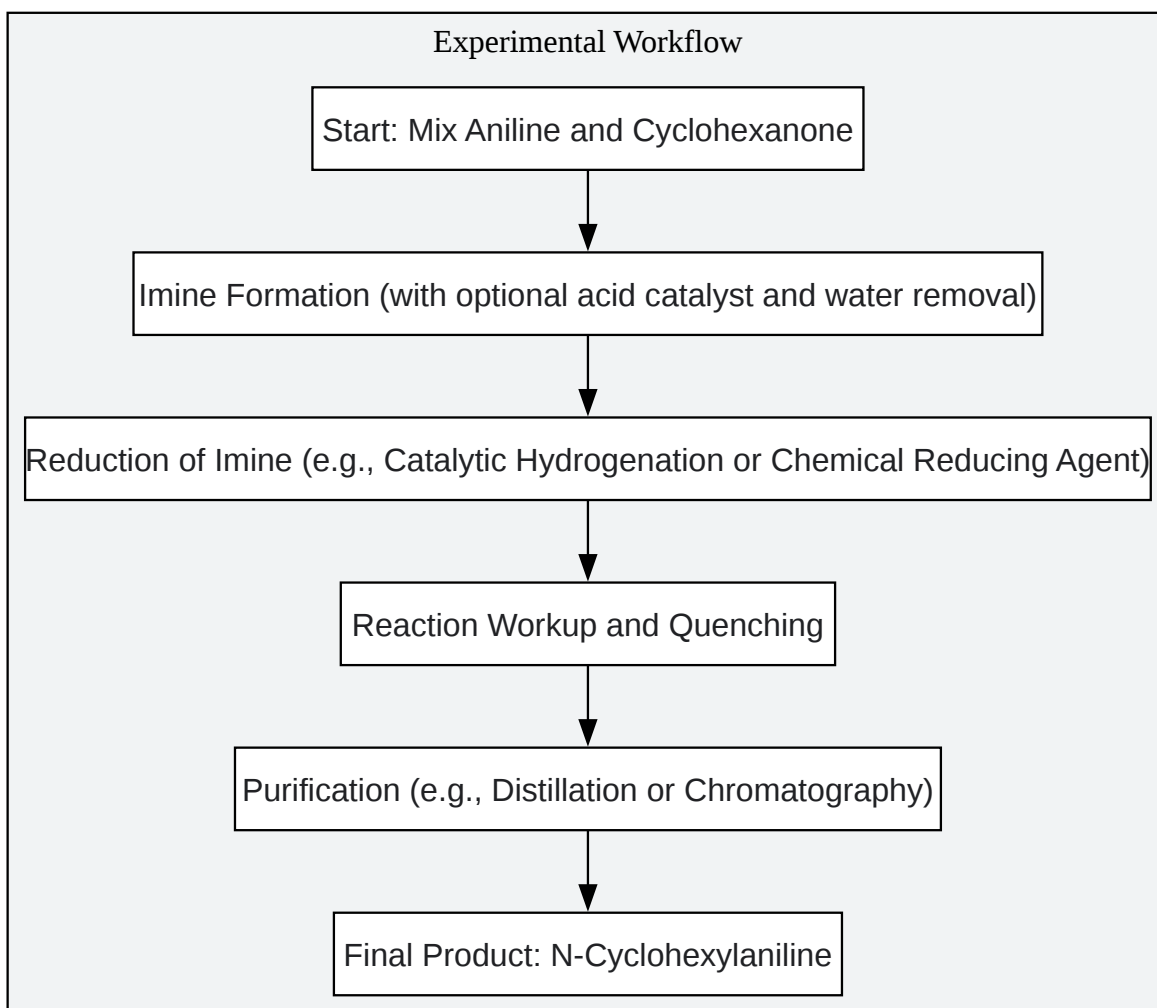 Experimental Workflow
Start: Mix Aniline and Cyclohexanone
Imine Formation (with optional acid catalyst and water removal)
Reduction of Imine (e.g., Catalytic Hydrogenation or Chemical Reducing Agent)
Reaction Workup and Quenching
Purification (e.g., Distillation or Chromatography)
Final Product: N-Cyclohexylaniline